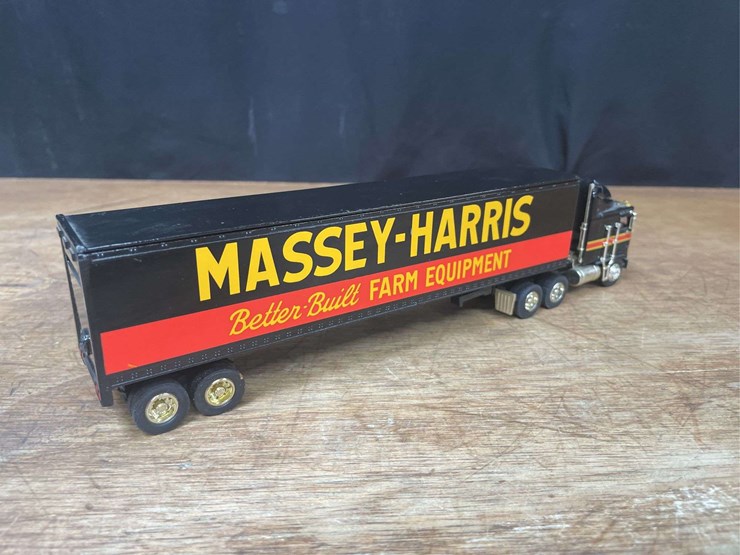 MASSEY-HARRIS
Better-Built FARM EQUIPMENT